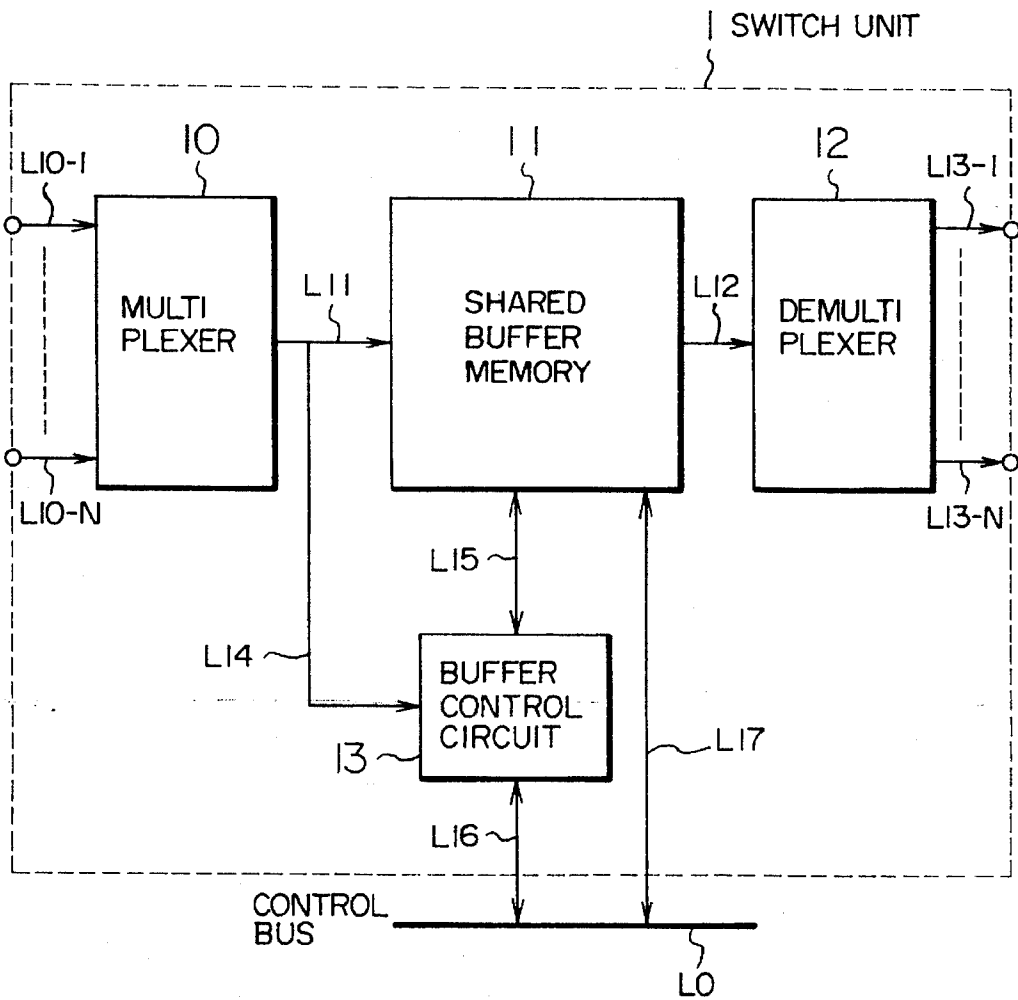 1 SWITCH UNIT
10
11
12
L10-1
L13-1
MULTI
PLEXER
L11
SHARED
BUFFER
MEMORY
L12
DEMULTI
PLEXER
L10-N
L13-N
L15
L14
BUFFER
CONTROL
CIRCUIT
13
L17
L16
CONTROL
BUS
L0